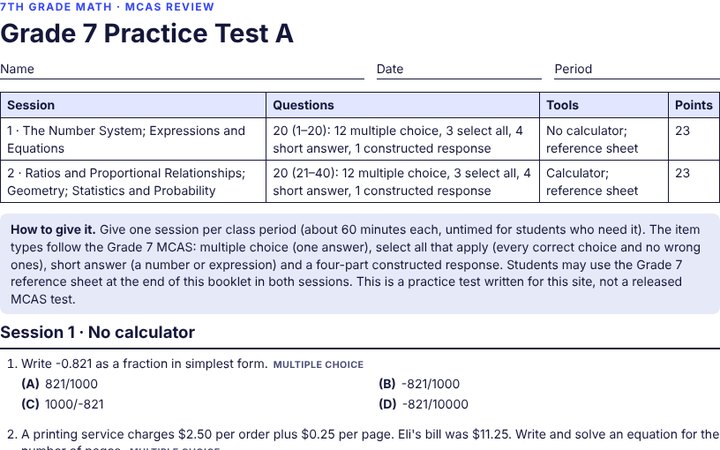 7TH GRADE MATH · MCAS REVIEW
Grade 7 Practice Test A
Name Date Period
Session Questions Tools Points
1 · The Number System; Expressions and Equations 20 (1–20): 12 multiple choice, 3 select all, 4 short answer, 1 constructed response No calculator; reference sheet 23
2 · Ratios and Proportional Relationships; Geometry; Statistics and Probability 20 (21–40): 12 multiple choice, 3 select all, 4 short answer, 1 constructed response Calculator; reference sheet 23
How to give it. Give one session per class period (about 60 minutes each, untimed for students who need it). The item
types follow the Grade 7 MCAS: multiple choice (one answer), select all that apply (every correct choice and no wrong
ones), short answer (a number or expression) and a four-part constructed response. Students may use the Grade 7
reference sheet at the end of this booklet in both sessions. This is a practice test written for this site, not a released
MCAS test.
Session 1 · No calculator
1. Write -0.821 as a fraction in simplest form. MULTIPLE CHOICE
(A) 821/1000 (B) -821/1000
(C) 1000/-821 (D) -821/10000
2. A printing service charges $2.50 per order plus $0.25 per page. Eli's bill was $11.25. Write and solve an equation for the
number of pages. MULTIPLE CHOICE